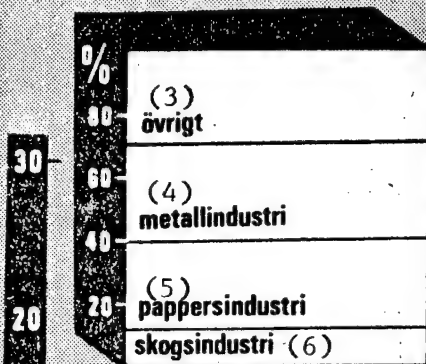 %
(3)
80 övrigt
30
60
(4)
metallindustri
40
(5)
20 20 pappersindustri
skogsindustri (6)